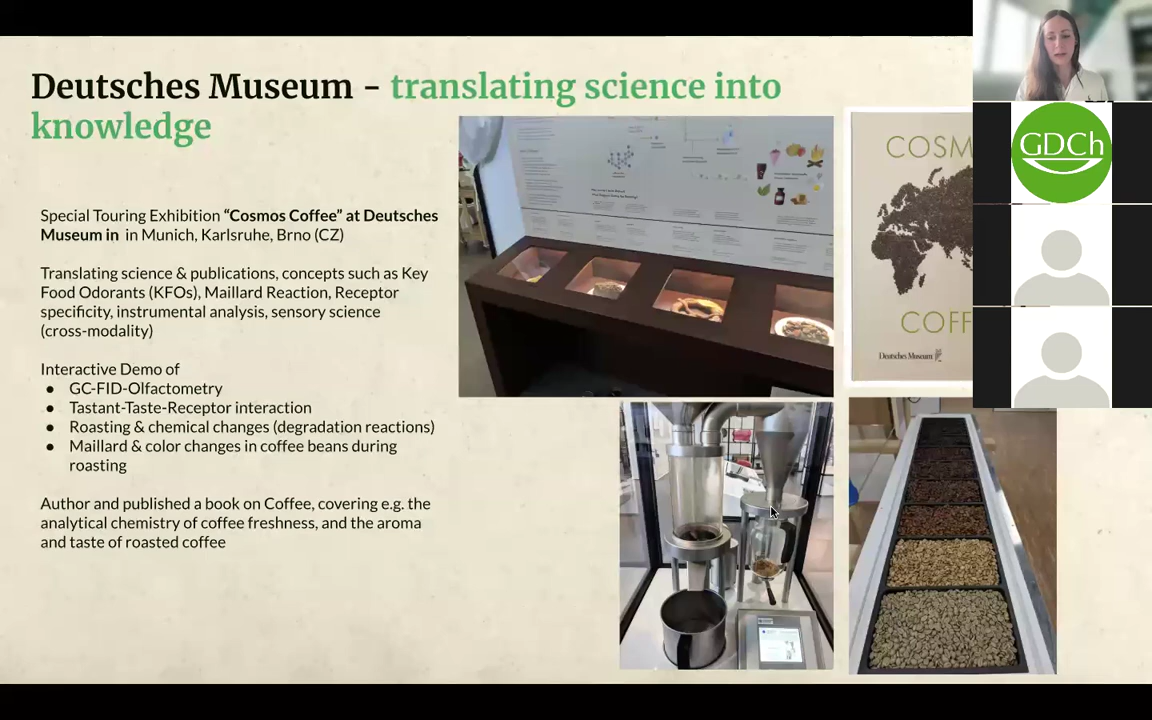 Deutsches Museum - translating science into
knowledge
Special Touring Exhibition “Cosmos Coffee” at Deutsches
Museum in in Munich, Karlsruhe, Brno (CZ)
Translating science & publications, concepts such as Key
Food Odorants (KFOs), Maillard Reaction, Receptor
specificity, instrumental analysis, sensory science
(cross-modality)
Interactive Demo of
● GC-FID-Olfactometry
● Tastant-Taste-Receptor interaction
● Roasting & chemical changes (degradation reactions)
● Maillard & color changes in coffee beans during
roasting
Author and published a book on Coffee, covering e.g. the
analytical chemistry of coffee freshness, and the aroma
and taste of roasted coffee
COSM
COFF
Deutsches Museum
GDCh